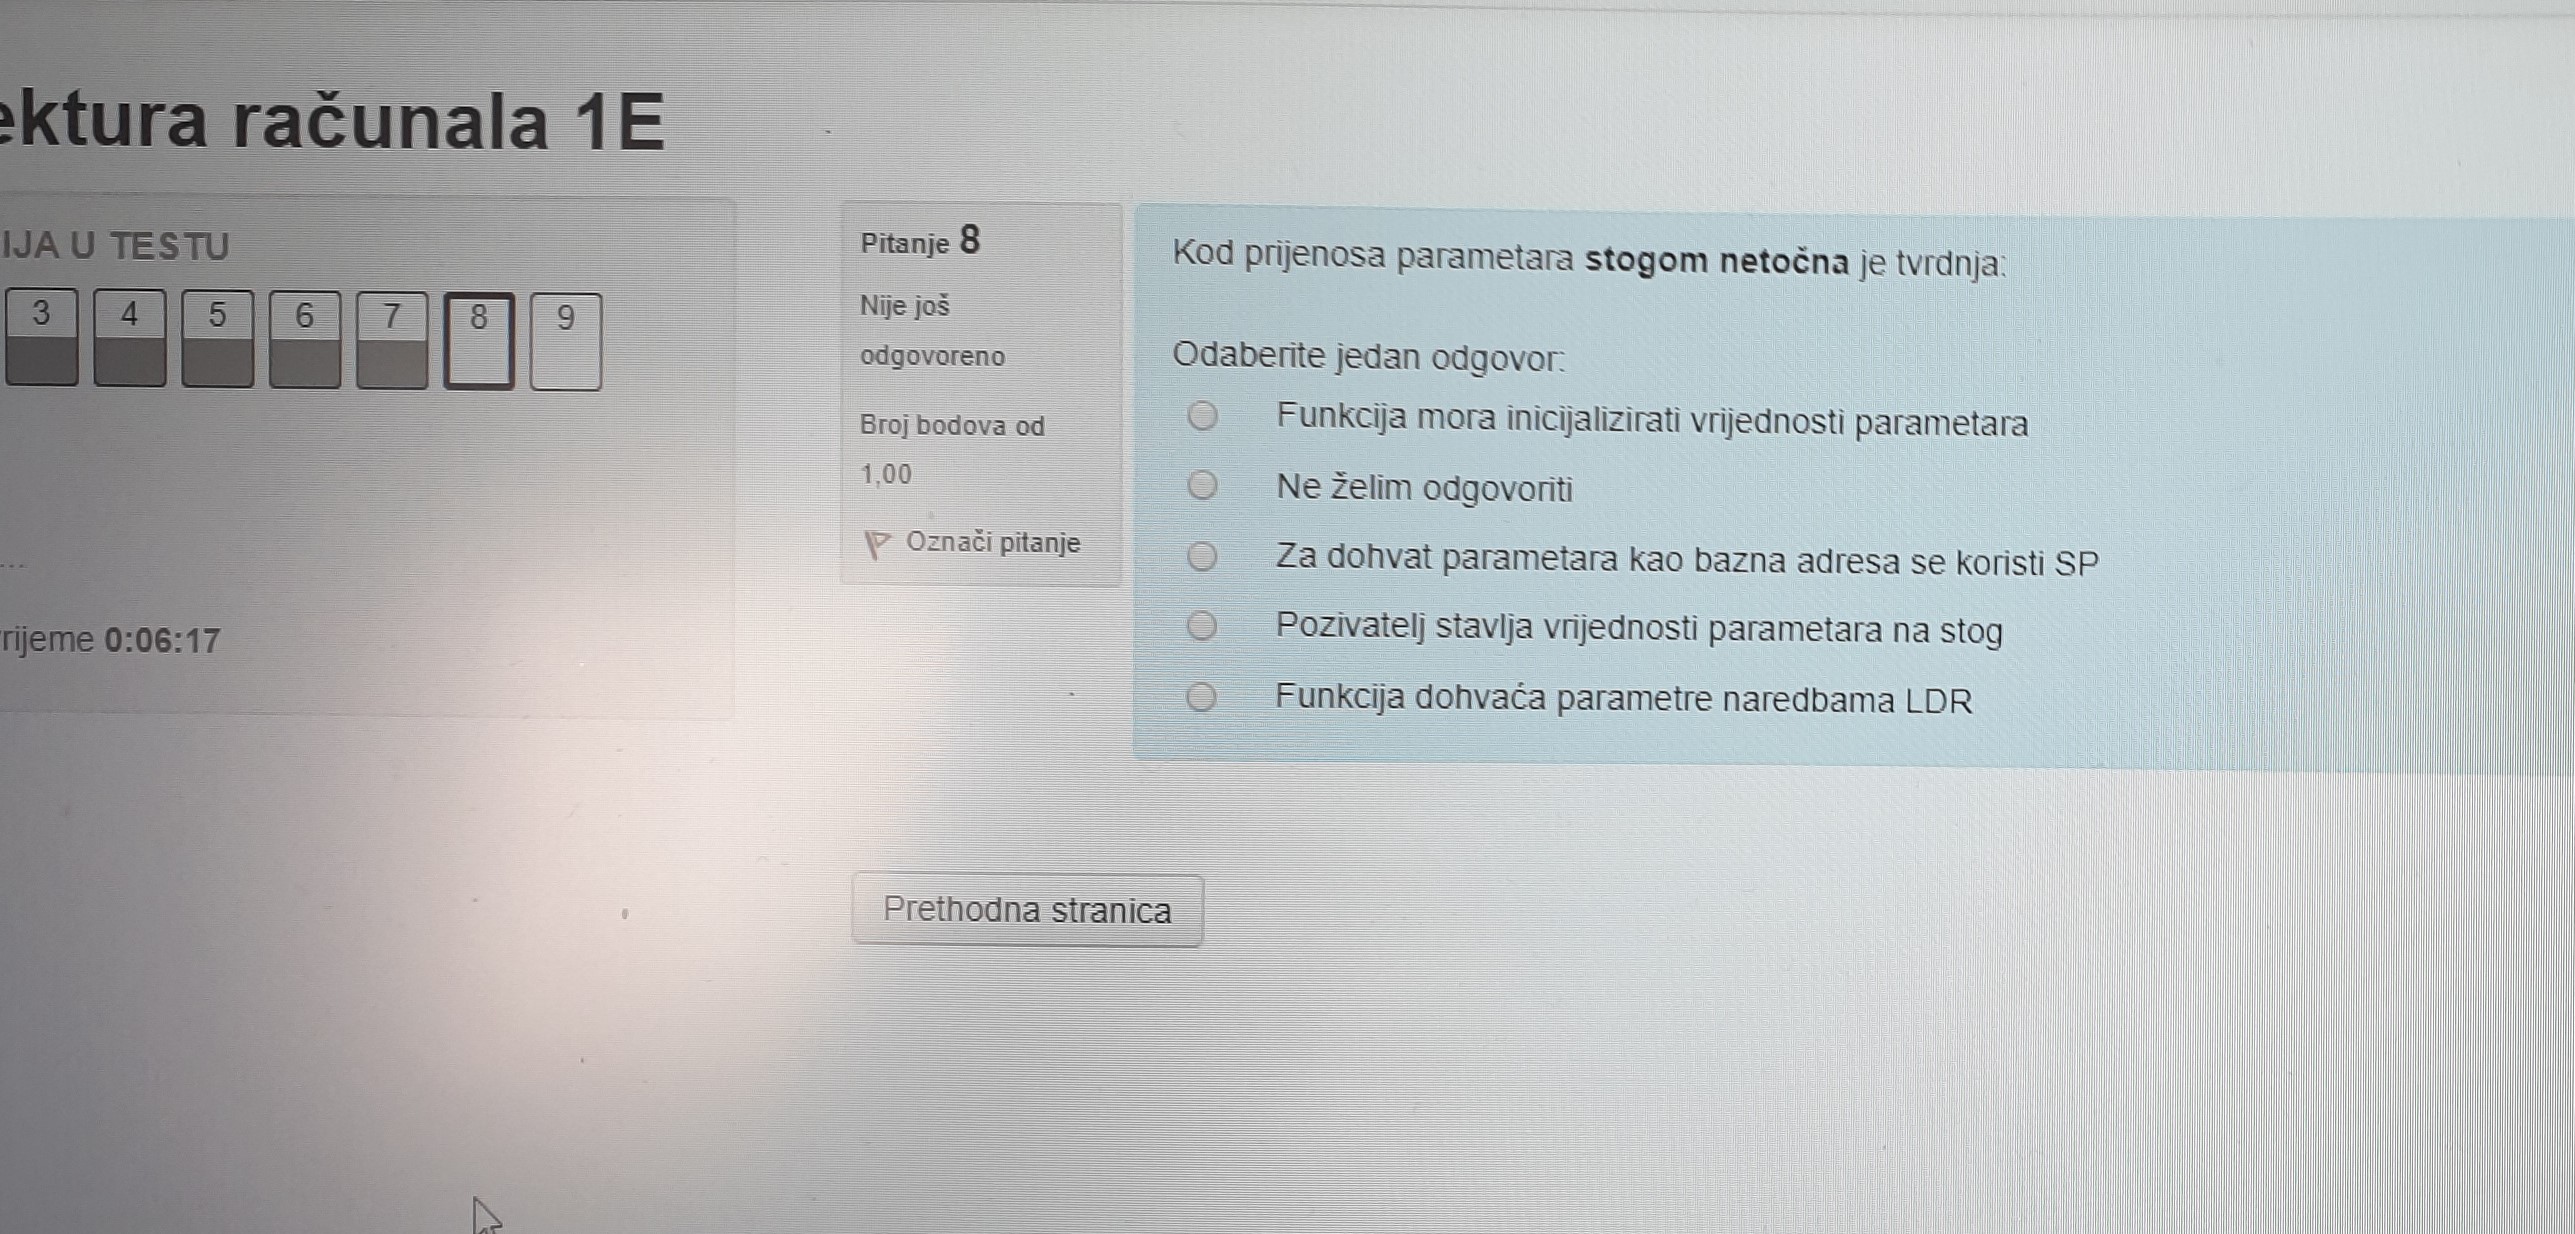 ektura računala 1E
IJA U TESTU
3 4 5 6 7 8 9
...
rijeme 0:06:17
Pitanje 8
Nije još
odgovoreno
Broj bodova od
1,00
Označi pitanje
Kod prijenosa parametara stogom netočna je tvrdnja:
Odaberite jedan odgovor:
Funkcija mora inicijalizirati vrijednosti parametara
Ne želim odgovoriti
Za dohvat parametara kao bazna adresa se koristi SP
Pozivatelj stavlja vrijednosti parametara na stog
Funkcija dohvaća parametre naredbama LDR
Prethodna stranica